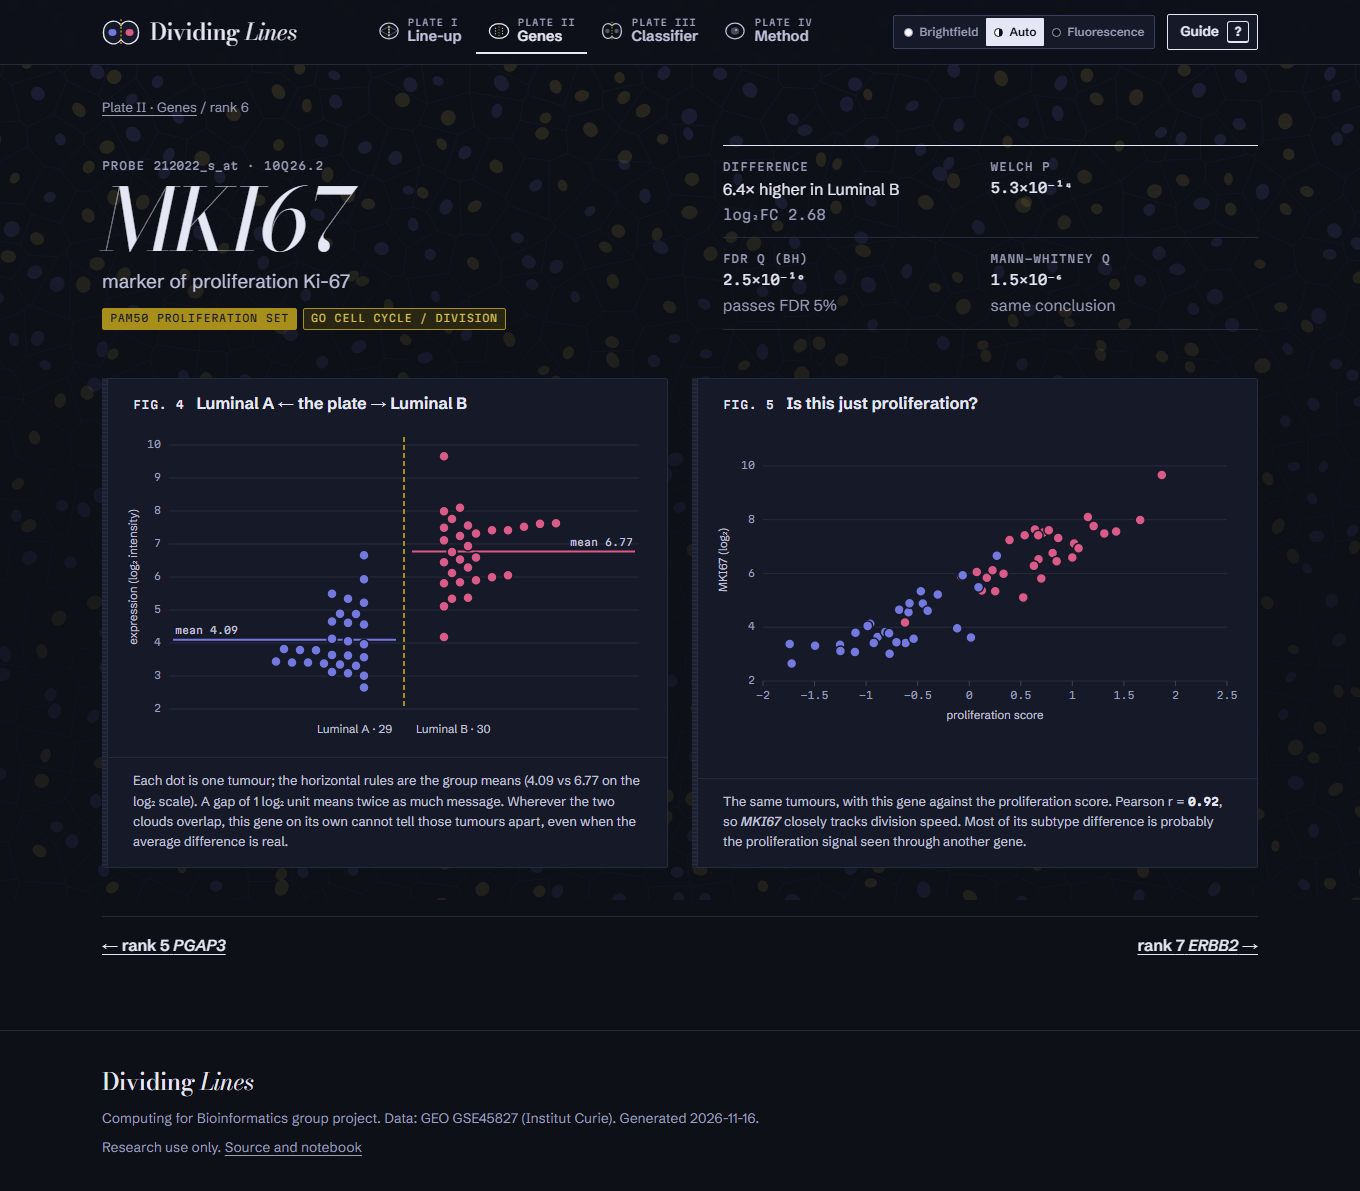 Dividing Lines
PLATE I
Line-up
PLATE II
Genes
PLATE III
Classifier
PLATE IV
Method
Brightfield
Auto
Fluorescence
Guide ?
Plate II · Genes / rank 6
PROBE 212022_s_at · 10Q26.2
MKI67
marker of proliferation Ki-67
PAM50 PROLIFERATION SET
GO CELL CYCLE / DIVISION
DIFFERENCE
6.4× higher in Luminal B
log₂FC 2.68
WELCH P
5.3×10⁻¹⁴
FDR Q (BH)
2.5×10⁻¹⁰
passes FDR 5%
MANN–WHITNEY Q
1.5×10⁻⁶
same conclusion
FIG. 4 Luminal A ← the plate → Luminal B
10
9
8
7
6
5
4
3
2
expression (log₂ intensity)
mean 4.09
mean 6.77
Luminal A · 29
Luminal B · 30
Each dot is one tumour; the horizontal rules are the group means (4.09 vs 6.77 on the
log₂ scale). A gap of 1 log₂ unit means twice as much message. Wherever the two
clouds overlap, this gene on its own cannot tell those tumours apart, even when the
average difference is real.
FIG. 5 Is this just proliferation?
10
8
6
4
2
MKI67 (log₂)
−2 −1.5 −1 −0.5 0 0.5 1 1.5 2 2.5
proliferation score
The same tumours, with this gene against the proliferation score. Pearson r = 0.92,
so MKI67 closely tracks division speed. Most of its subtype difference is probably
the proliferation signal seen through another gene.
← rank 5 PGAP3
rank 7 ERBB2 →
Dividing Lines
Computing for Bioinformatics group project. Data: GEO GSE45827 (Institut Curie). Generated 2026-11-16.
Research use only. Source and notebook